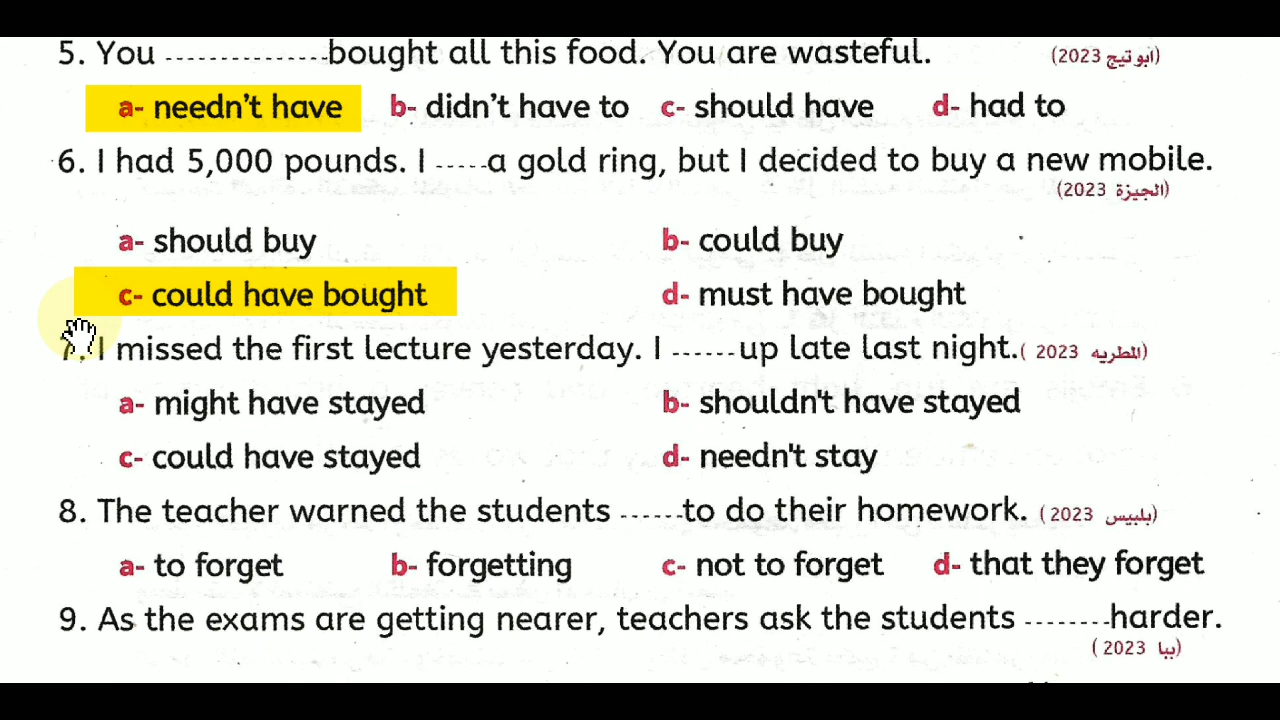 5. You ---------------bought all this food. You are wasteful. (ابو تيج 2023)
a- needn't have b- didn't have to c- should have d- had to
6. I had 5,000 pounds. I -----a gold ring, but I decided to buy a new mobile.
(الجيزة 2023)
a- should buy b- could buy
c- could have bought d- must have bought
7. I missed the first lecture yesterday. I ------ up late last night.( المطريه 2023)
a- might have stayed b- shouldn't have stayed
c- could have stayed d- needn't stay
8. The teacher warned the students ------to do their homework. (بلبيس 2023)
a- to forget b- forgetting c- not to forget d- that they forget
9. As the exams are getting nearer, teachers ask the students --------harder.
(ببا 2023)